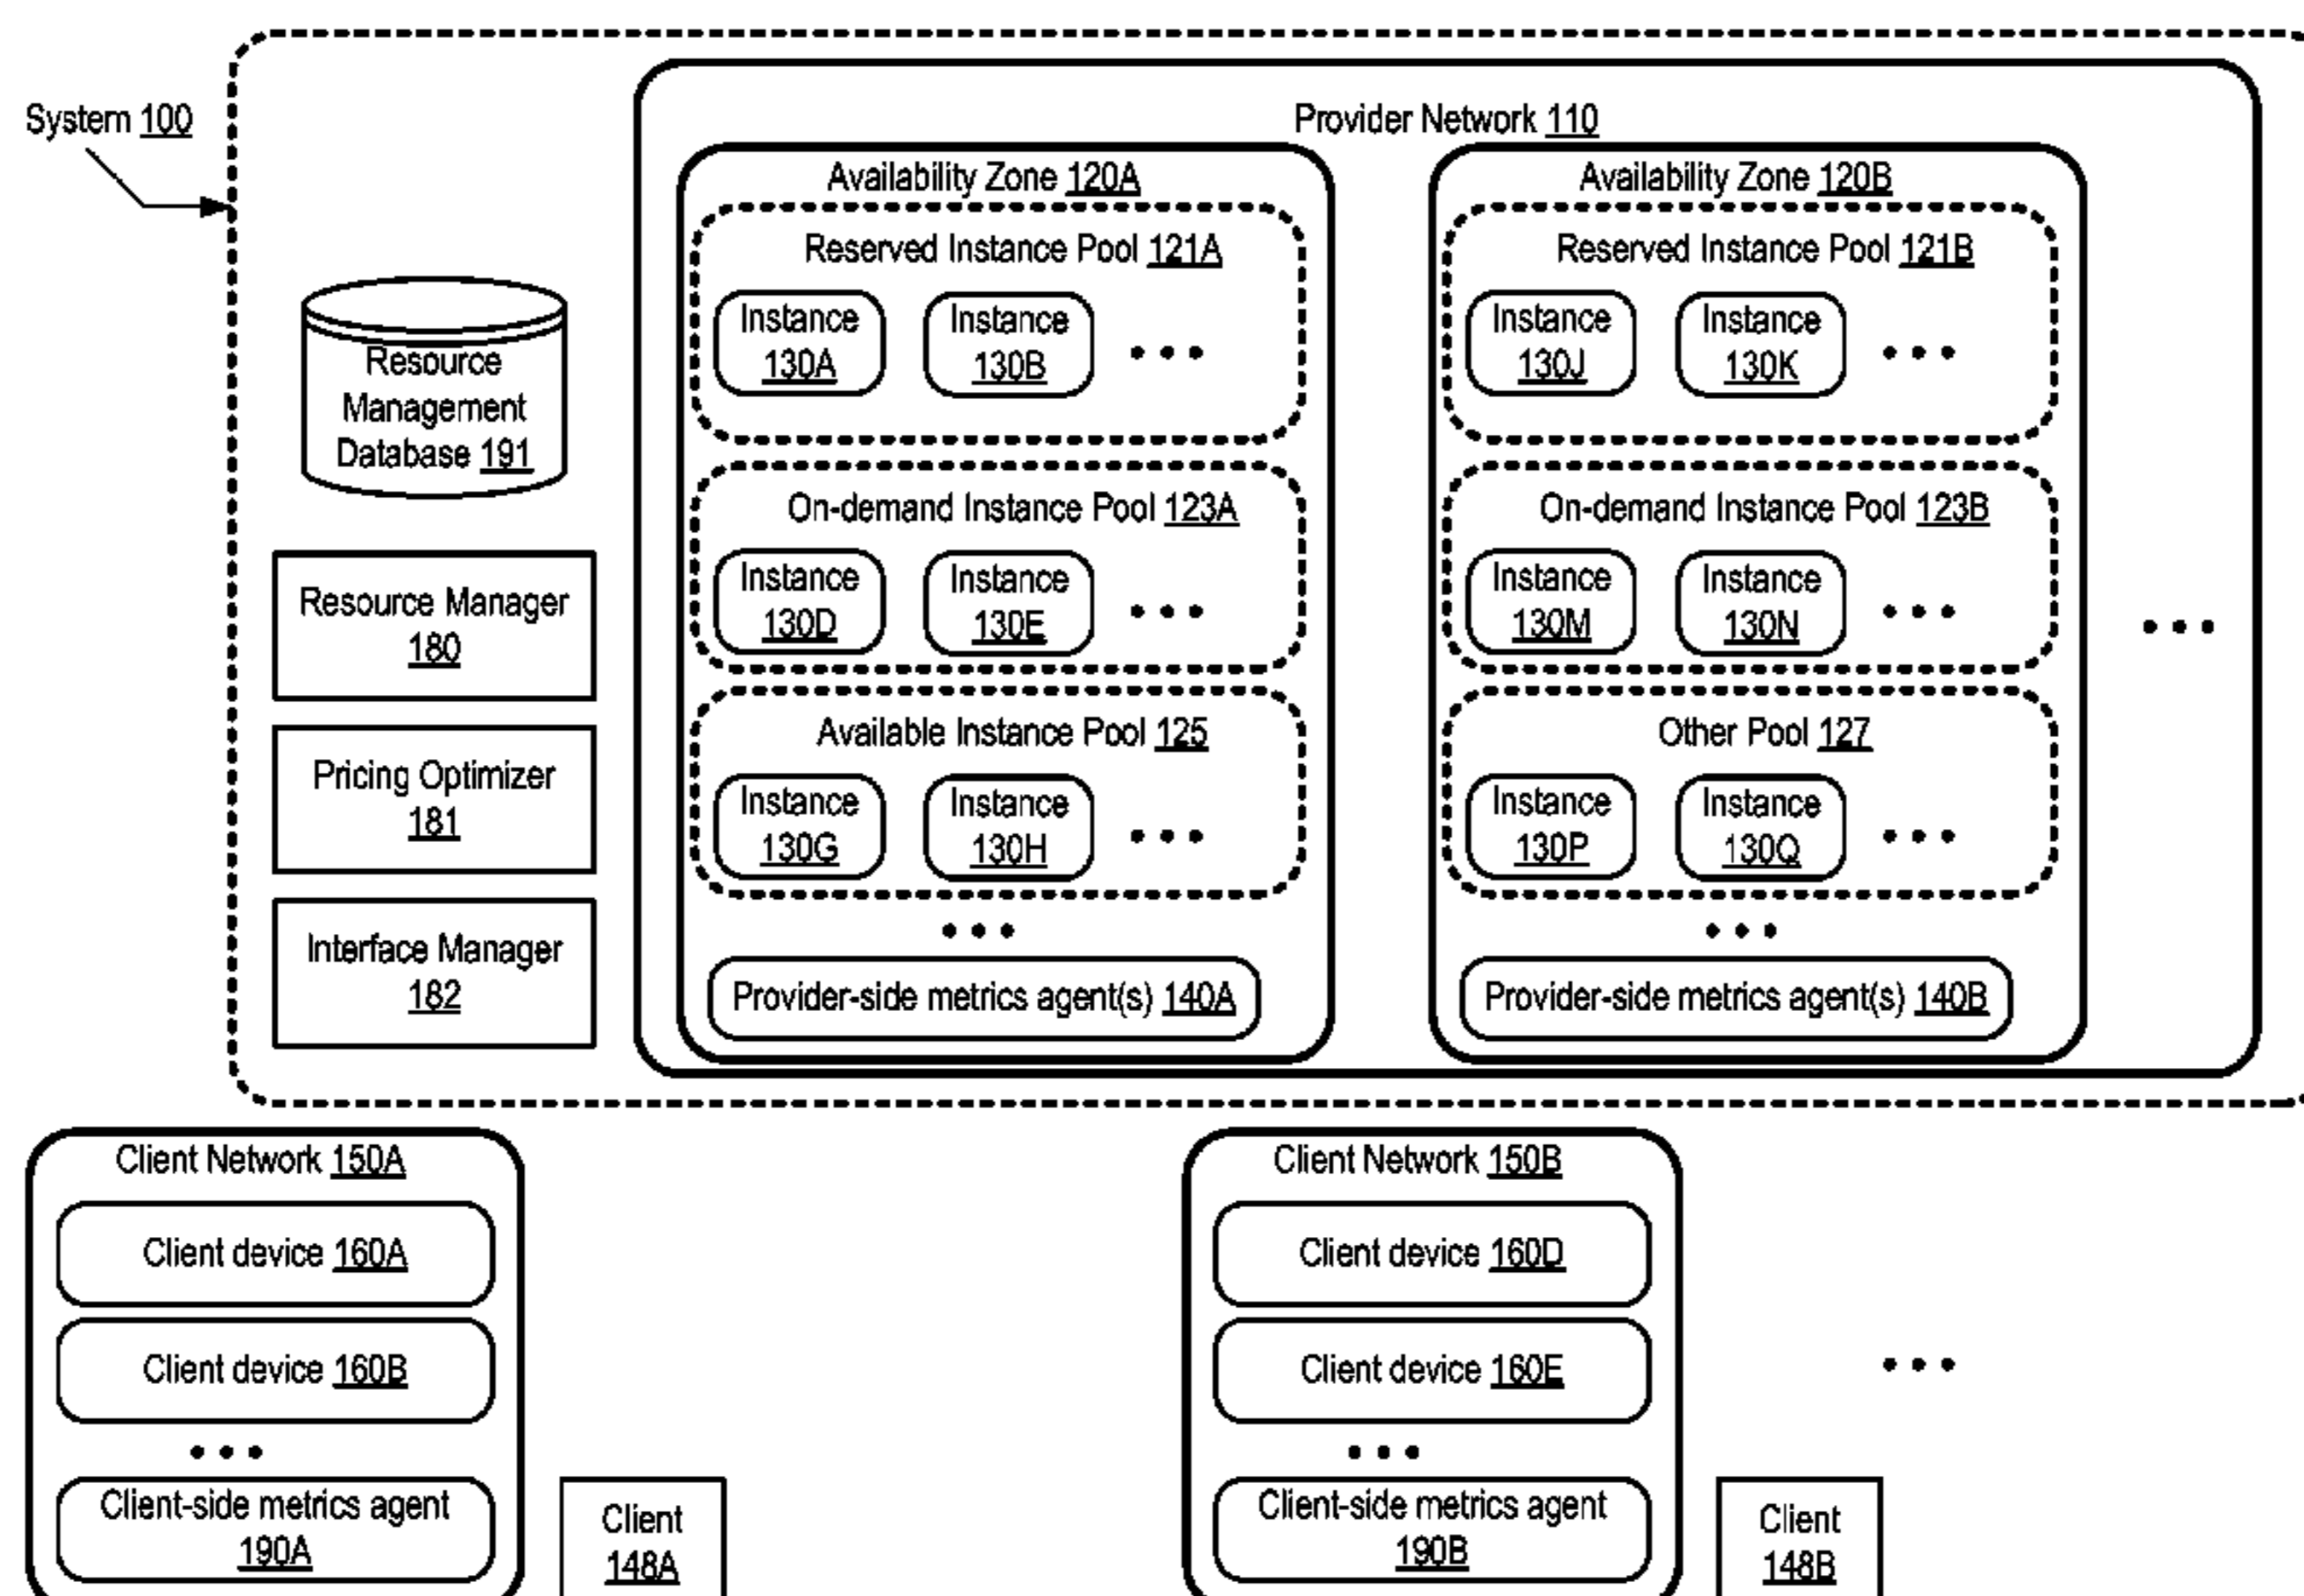 System 100
Provider Network 110
Availability Zone 120A
Reserved Instance Pool 121A
Instance
130A
Instance
130B
On-demand Instance Pool 123A
Instance
130D
Instance
130E
Available Instance Pool 125
Instance
130G
Instance
130H
Provider-side metrics agent(s) 140A
Availability Zone 120B
Reserved Instance Pool 121B
Instance
130J
Instance
130K
On-demand Instance Pool 123B
Instance
130M
Instance
130N
Other Pool 127
Instance
130P
Instance
130Q
Provider-side metrics agent(s) 140B
Resource
Management
Database 191
Resource Manager
180
Pricing Optimizer
181
Interface Manager
182
Client Network 150A
Client device 160A
Client device 160B
Client-side metrics agent
190A
Client
148A
Client Network 150B
Client device 160D
Client device 160E
Client-side metrics agent
190B
Client
148B